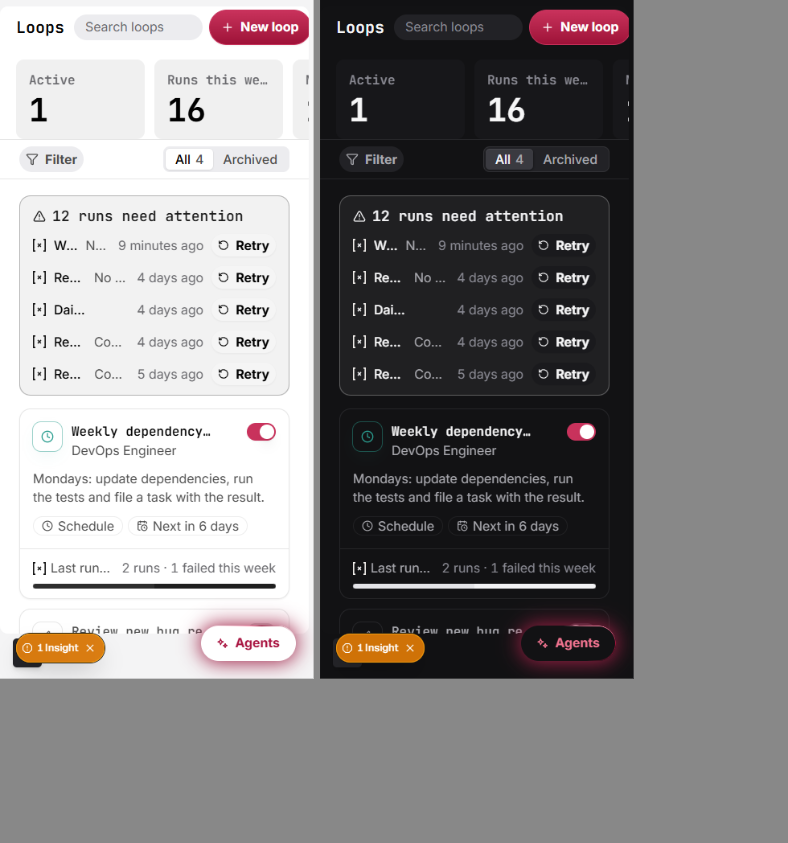 Loops Search loops + New loop
Active Runs this we…
1 16
Filter All 4 Archived
12 runs need attention
[×] W… N… 9 minutes ago Retry
[×] Re… No … 4 days ago Retry
[×] Dai… 4 days ago Retry
[×] Re… Co… 4 days ago Retry
[×] Re… Co… 5 days ago Retry
Weekly dependency…
DevOps Engineer
Mondays: update dependencies, run
the tests and file a task with the result.
Schedule Next in 6 days
[×] Last run… 2 runs · 1 failed this week
Review new bug re
1 Insight × Agents
Loops Search loops + New loop
Active Runs this we…
1 16
Filter All 4 Archived
12 runs need attention
[×] W… N… 9 minutes ago Retry
[×] Re… No … 4 days ago Retry
[×] Dai… 4 days ago Retry
[×] Re… Co… 4 days ago Retry
[×] Re… Co… 5 days ago Retry
Weekly dependency…
DevOps Engineer
Mondays: update dependencies, run
the tests and file a task with the result.
Schedule Next in 6 days
[×] Last run… 2 runs · 1 failed this week
Review new bug re
1 Insight × Agents